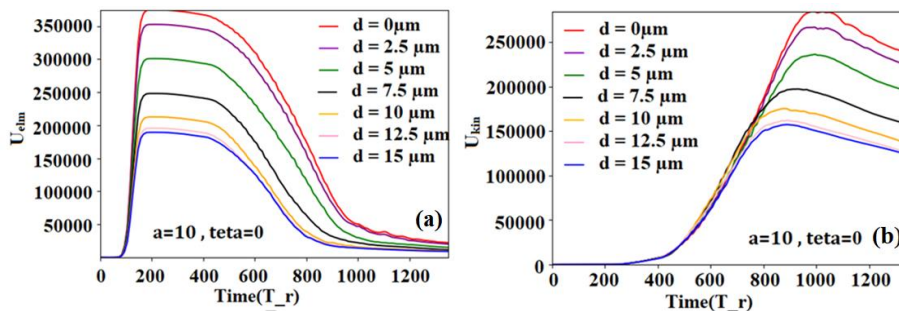 (a)
350000
300000
250000
200000
150000
100000
50000
U_elm
d = 0µm
d = 2.5 µm
d = 5 µm
d = 7.5 µm
d = 10 µm
d = 12.5 µm
d = 15 µm
a=10 , teta=0
(a)
0 200 400 600 800 1000 1200
Time(T_r)
250000
200000
150000
100000
50000
0
U_kin
d = 0µm
d = 2.5 µm
d = 5 µm
d = 7.5 µm
d = 10 µm
d = 12.5 µm
d = 15 µm
a=10 , teta=0
(b)
0 200 400 600 800 1000 1200
Time(T_r)